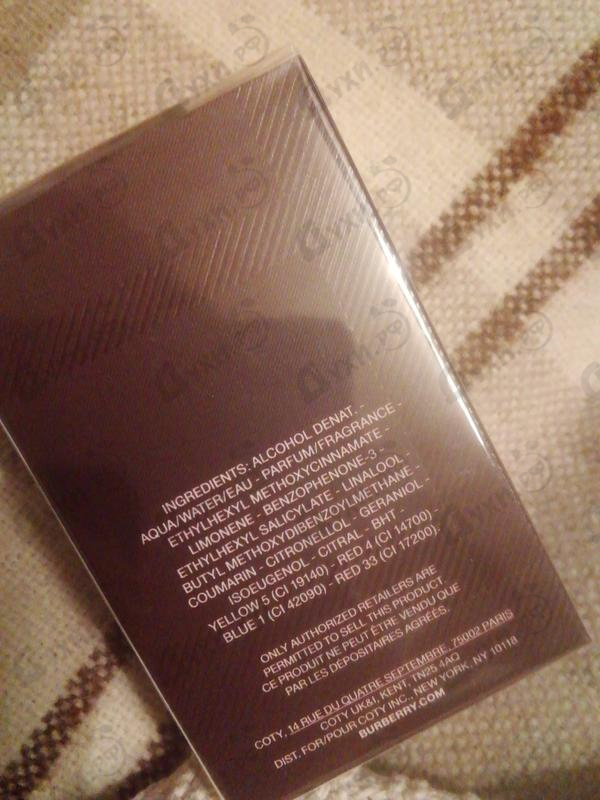 INGREDIENTS: ALCOHOL DENAT. -
AQUA/WATER/EAU - PARFUM/FRAGRANCE -
ETHYLHEXYL METHOXYCINNAMATE -
LIMONENE - BENZOPHENONE-3 -
ETHYLHEXYL SALICYLATE - LINALOOL -
BUTYL METHOXYDIBENZOYLMETHANE -
COUMARIN - CITRONELLOL - GERANIOL -
ISOEUGENOL - CITRAL - BHT -
YELLOW 5 (CI 19140) - RED 4 (CI 14700) -
BLUE 1 (CI 42090) - RED 33 (CI 17200)
ONLY AUTHORIZED RETAILERS ARE
PERMITTED TO SELL THIS PRODUCT.
CE PRODUIT NE PEUT ÊTRE VENDU QUE
PAR LES DÉPOSITAIRES AGRÉÉS.
COTY, 14 RUE DU QUATRE SEPTEMBRE, 75002 PARIS
COTY UK&I, KENT, TN25 4AQ
DIST. FOR/POUR COTY INC., NEW YORK, NY 10118
BURBERRY.COM
Духи.рф